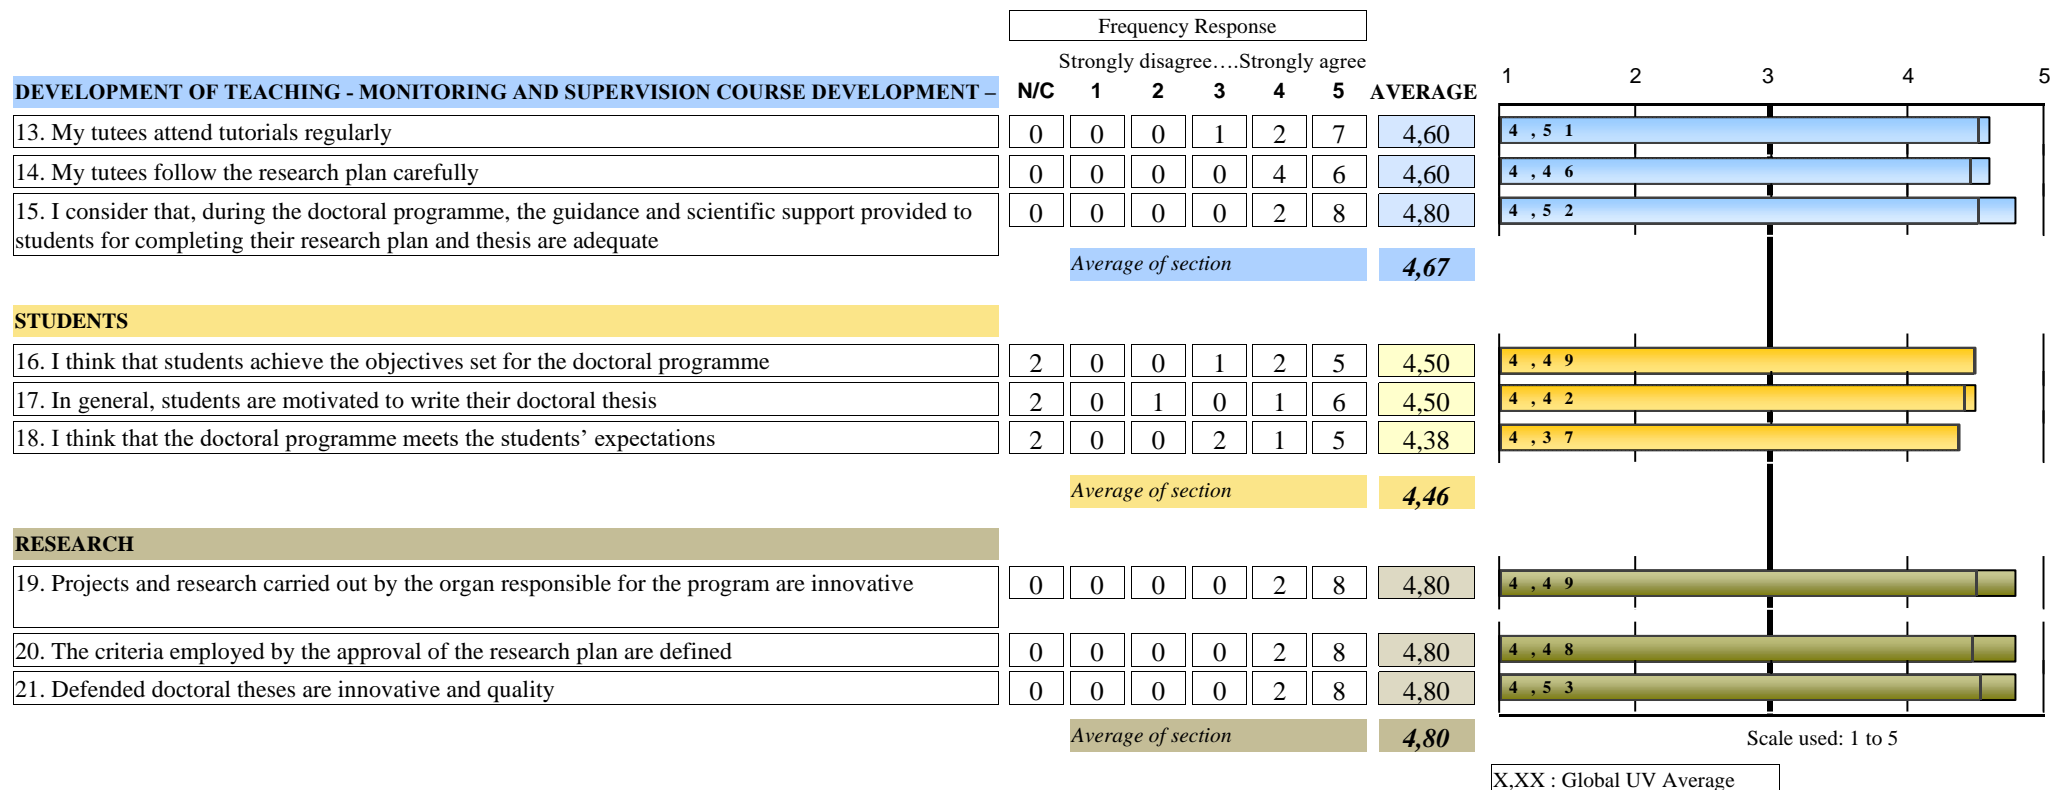 Frequency Response
Strongly disagree….Strongly agree
DEVELOPMENT OF TEACHING - MONITORING AND SUPERVISION COURSE DEVELOPMENT – N/C 1 2 3 4 5 AVERAGE 1 2 3 4 5
13. My tutees attend tutorials regularly 0 0 0 1 2 7 4,60 4,51
14. My tutees follow the research plan carefully 0 0 0 0 4 6 4,60 4,46
15. I consider that, during the doctoral programme, the guidance and scientific support provided to 0 0 0 0 2 8 4,80 4,52
students for completing their research plan and thesis are adequate
Average of section 4,67
STUDENTS
16. I think that students achieve the objectives set for the doctoral programme 2 0 0 1 2 5 4,50 4,49
17. In general, students are motivated to write their doctoral thesis 2 0 1 0 1 6 4,50 4,42
18. I think that the doctoral programme meets the students’ expectations 2 0 0 2 1 5 4,38 4,37
Average of section 4,46
RESEARCH
19. Projects and research carried out by the organ responsible for the program are innovative 0 0 0 0 2 8 4,80 4,49
20. The criteria employed by the approval of the research plan are defined 0 0 0 0 2 8 4,80 4,48
21. Defended doctoral theses are innovative and quality 0 0 0 0 2 8 4,80 4,53
Average of section 4,80
Scale used: 1 to 5
X,XX : Global UV Average